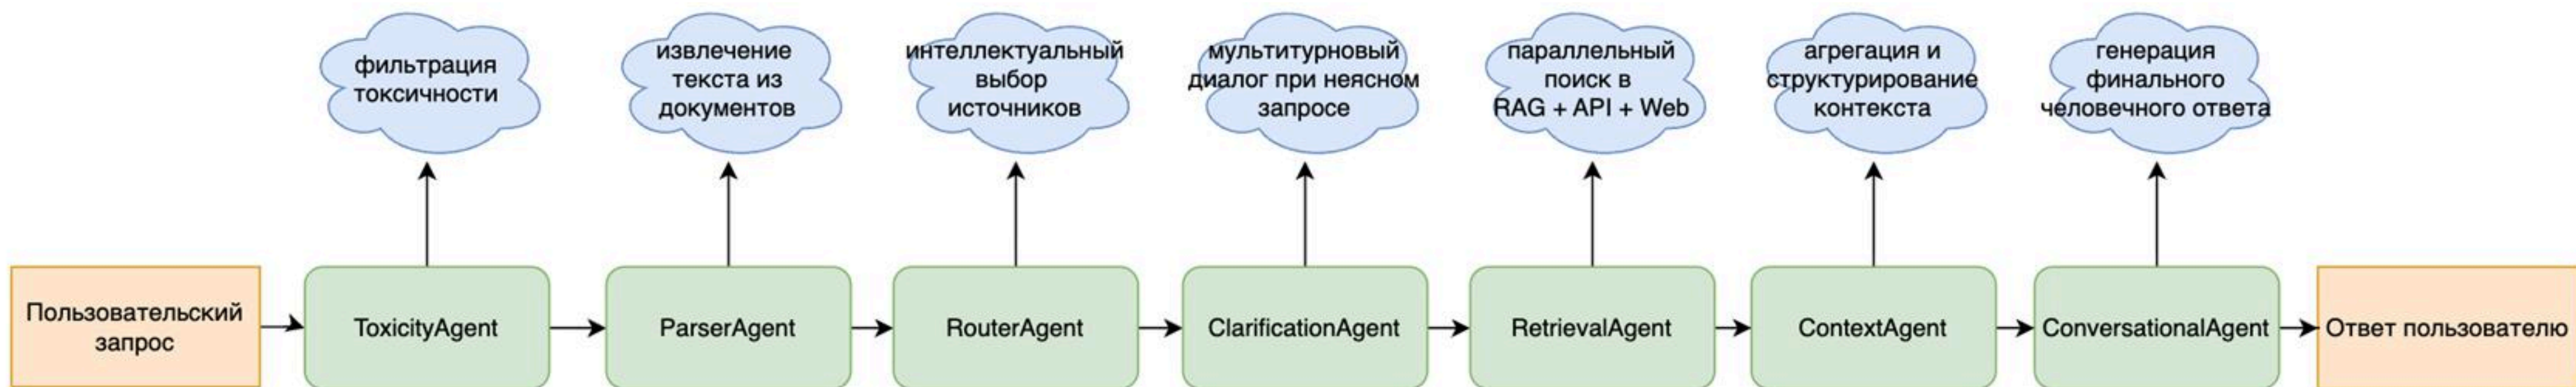 фильтрация
токсичности
извлечение
текста из
документов
интеллектуальный
выбор
источников
мультитурновый
диалог при неясном
запросе
параллельный
поиск в
RAG + API + Web
агрегация и
структурирование
контекста
генерация
финального
человечного ответа
Пользовательский
запрос
ToxicityAgent
ParserAgent
RouterAgent
ClarificationAgent
RetrievalAgent
ContextAgent
ConversationalAgent
Ответ пользователю